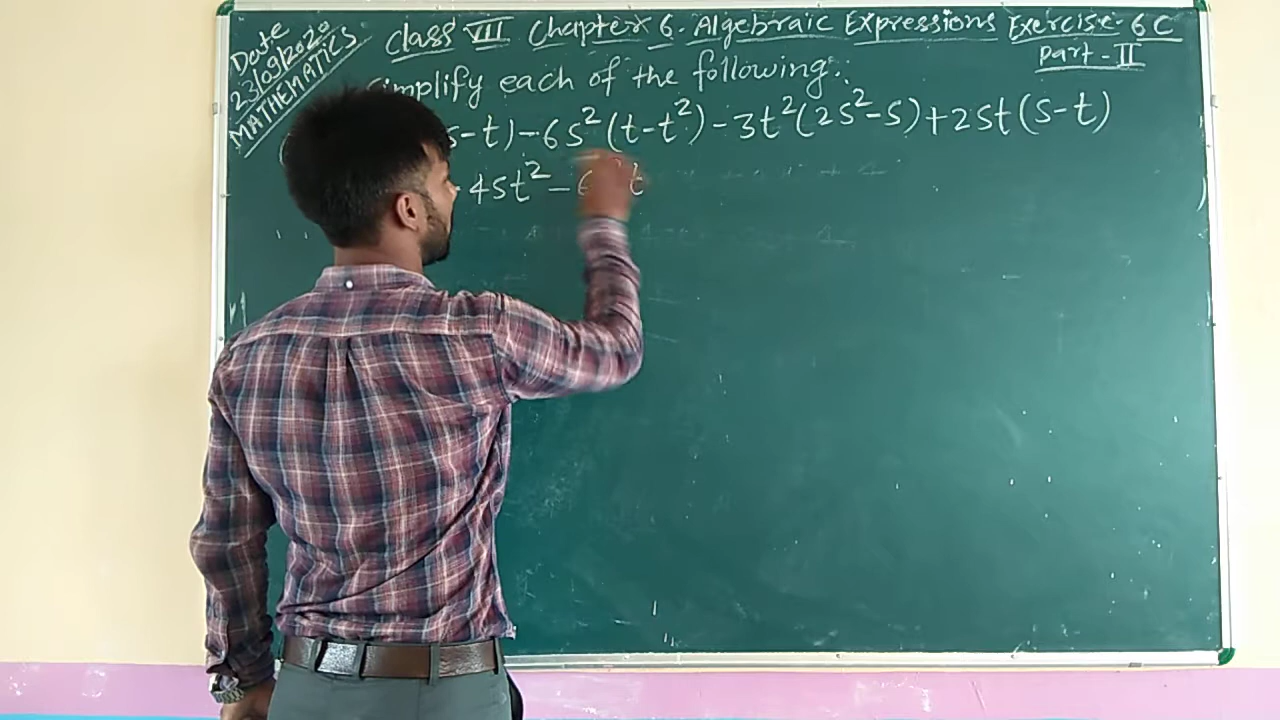 Date
23/09/2020
MATHEMATICS
Class VII Chapter 6. Algebraic Expressions Exercise - 6C
Part - II
Simplify each of the following:
s-t)-6s²(t-t²)-3t²(2s²-s)+2st(s-t)
4st² -